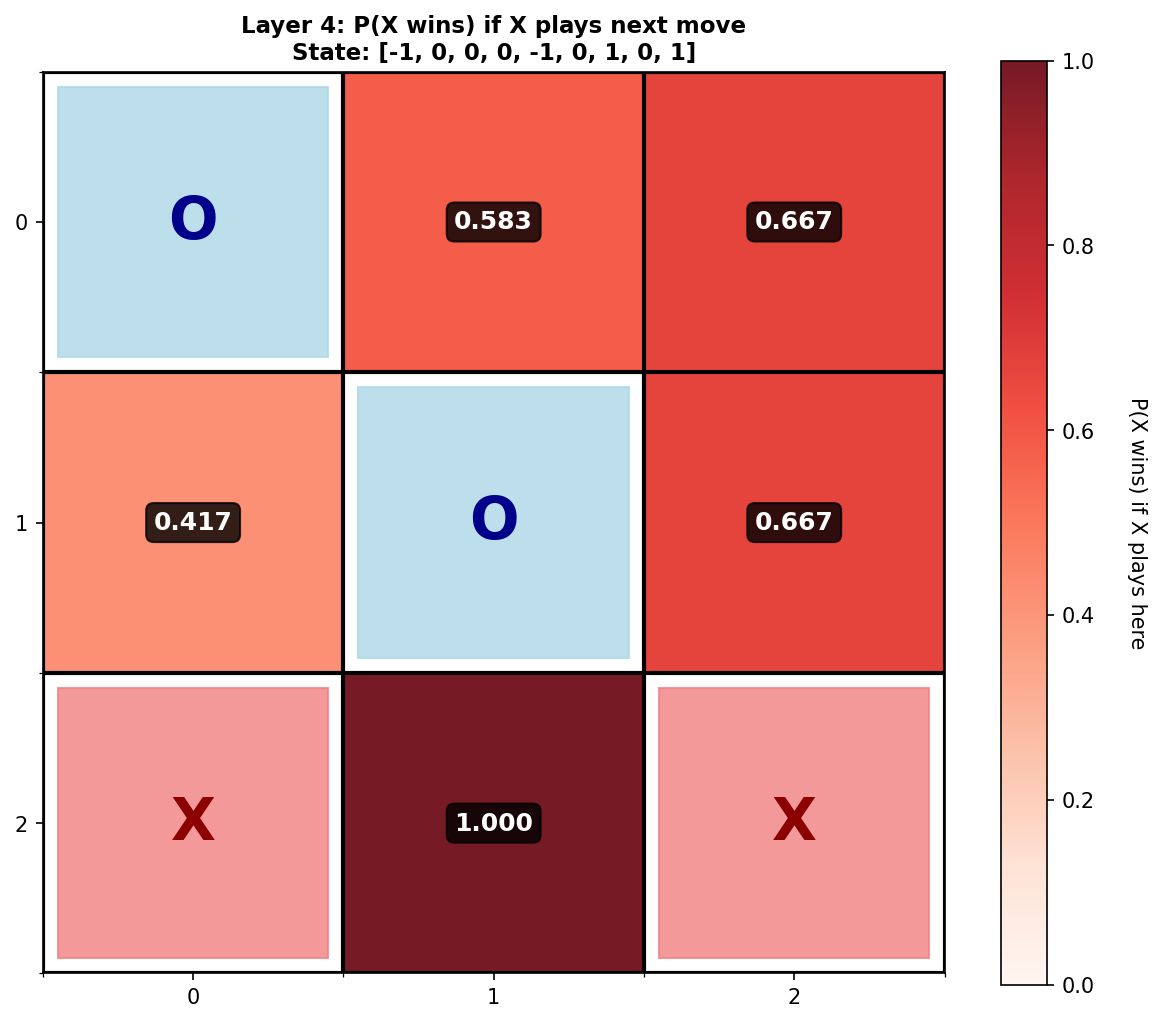 Layer 4: P(X wins) if X plays next move
State: [-1, 0, 0, 0, -1, 0, 1, 0, 1]
0
O
0.583
0.667
1
0.417
O
0.667
2
X
1.000
X
0
1
2
1.0
0.8
0.6
0.4
0.2
0.0
P(X wins) if X plays here